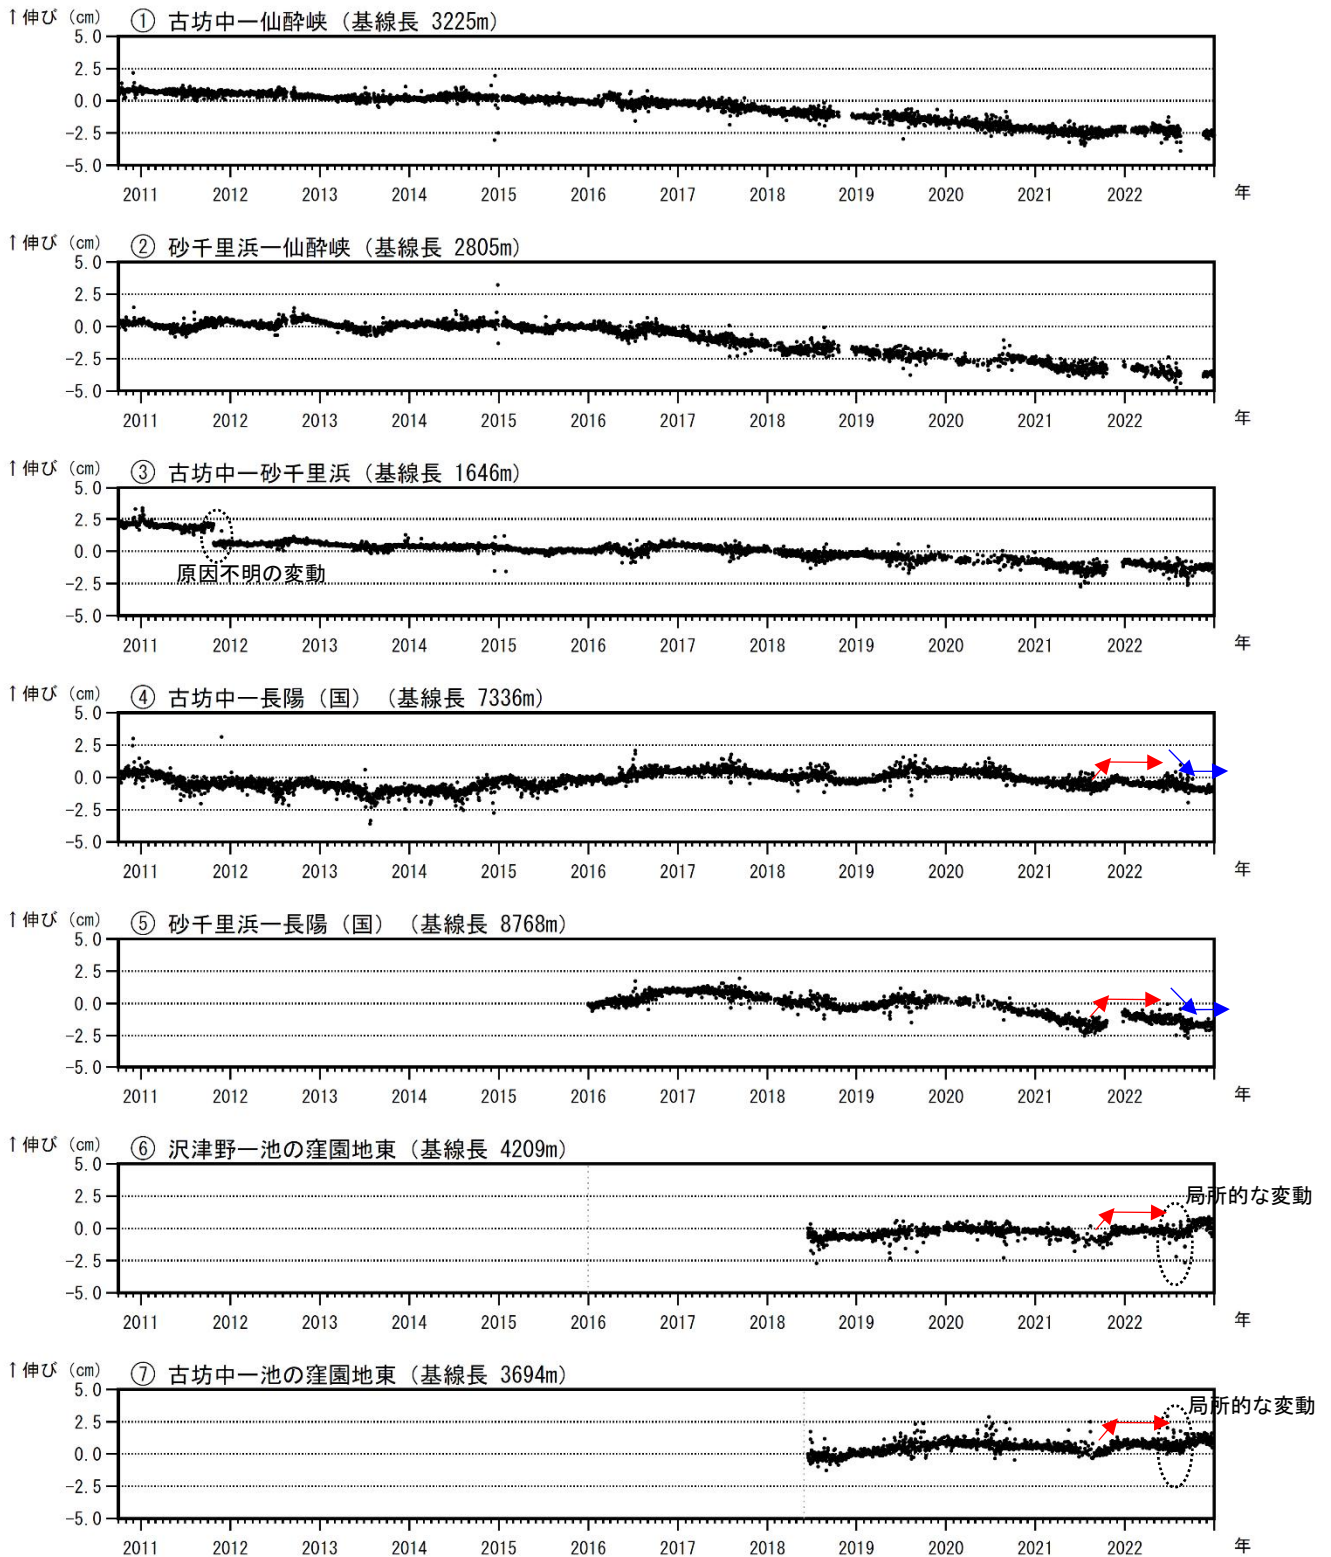 ↑伸び (cm) ① 古坊中ー仙酔峡 (基線長 3225m)
5.0
2.5
0.0
-2.5
-5.0
2011 2012 2013 2014 2015 2016 2017 2018 2019 2020 2021 2022 年
↑伸び (cm) ② 砂千里浜ー仙酔峡 (基線長 2805m)
5.0
2.5
0.0
-2.5
-5.0
2011 2012 2013 2014 2015 2016 2017 2018 2019 2020 2021 2022 年
↑伸び (cm) ③ 古坊中ー砂千里浜 (基線長 1646m)
5.0
2.5
0.0
原因不明の変動
-2.5
-5.0
2011 2012 2013 2014 2015 2016 2017 2018 2019 2020 2021 2022 年
↑伸び (cm) ④ 古坊中ー長陽 (国) (基線長 7336m)
5.0
2.5
0.0
-2.5
-5.0
2011 2012 2013 2014 2015 2016 2017 2018 2019 2020 2021 2022 年
↑伸び (cm) ⑤ 砂千里浜ー長陽 (国) (基線長 8768m)
5.0
2.5
0.0
-2.5
-5.0
2011 2012 2013 2014 2015 2016 2017 2018 2019 2020 2021 2022 年
↑伸び (cm) ⑥ 沢津野ー池の窪園地東 (基線長 4209m)
5.0
2.5
局所的な変動
0.0
-2.5
-5.0
2011 2012 2013 2014 2015 2016 2017 2018 2019 2020 2021 2022 年
↑伸び (cm) ⑦ 古坊中ー池の窪園地東 (基線長 3694m)
5.0
局所的な変動
2.5
0.0
-2.5
-5.0
2011 2012 2013 2014 2015 2016 2017 2018 2019 2020 2021 2022 年